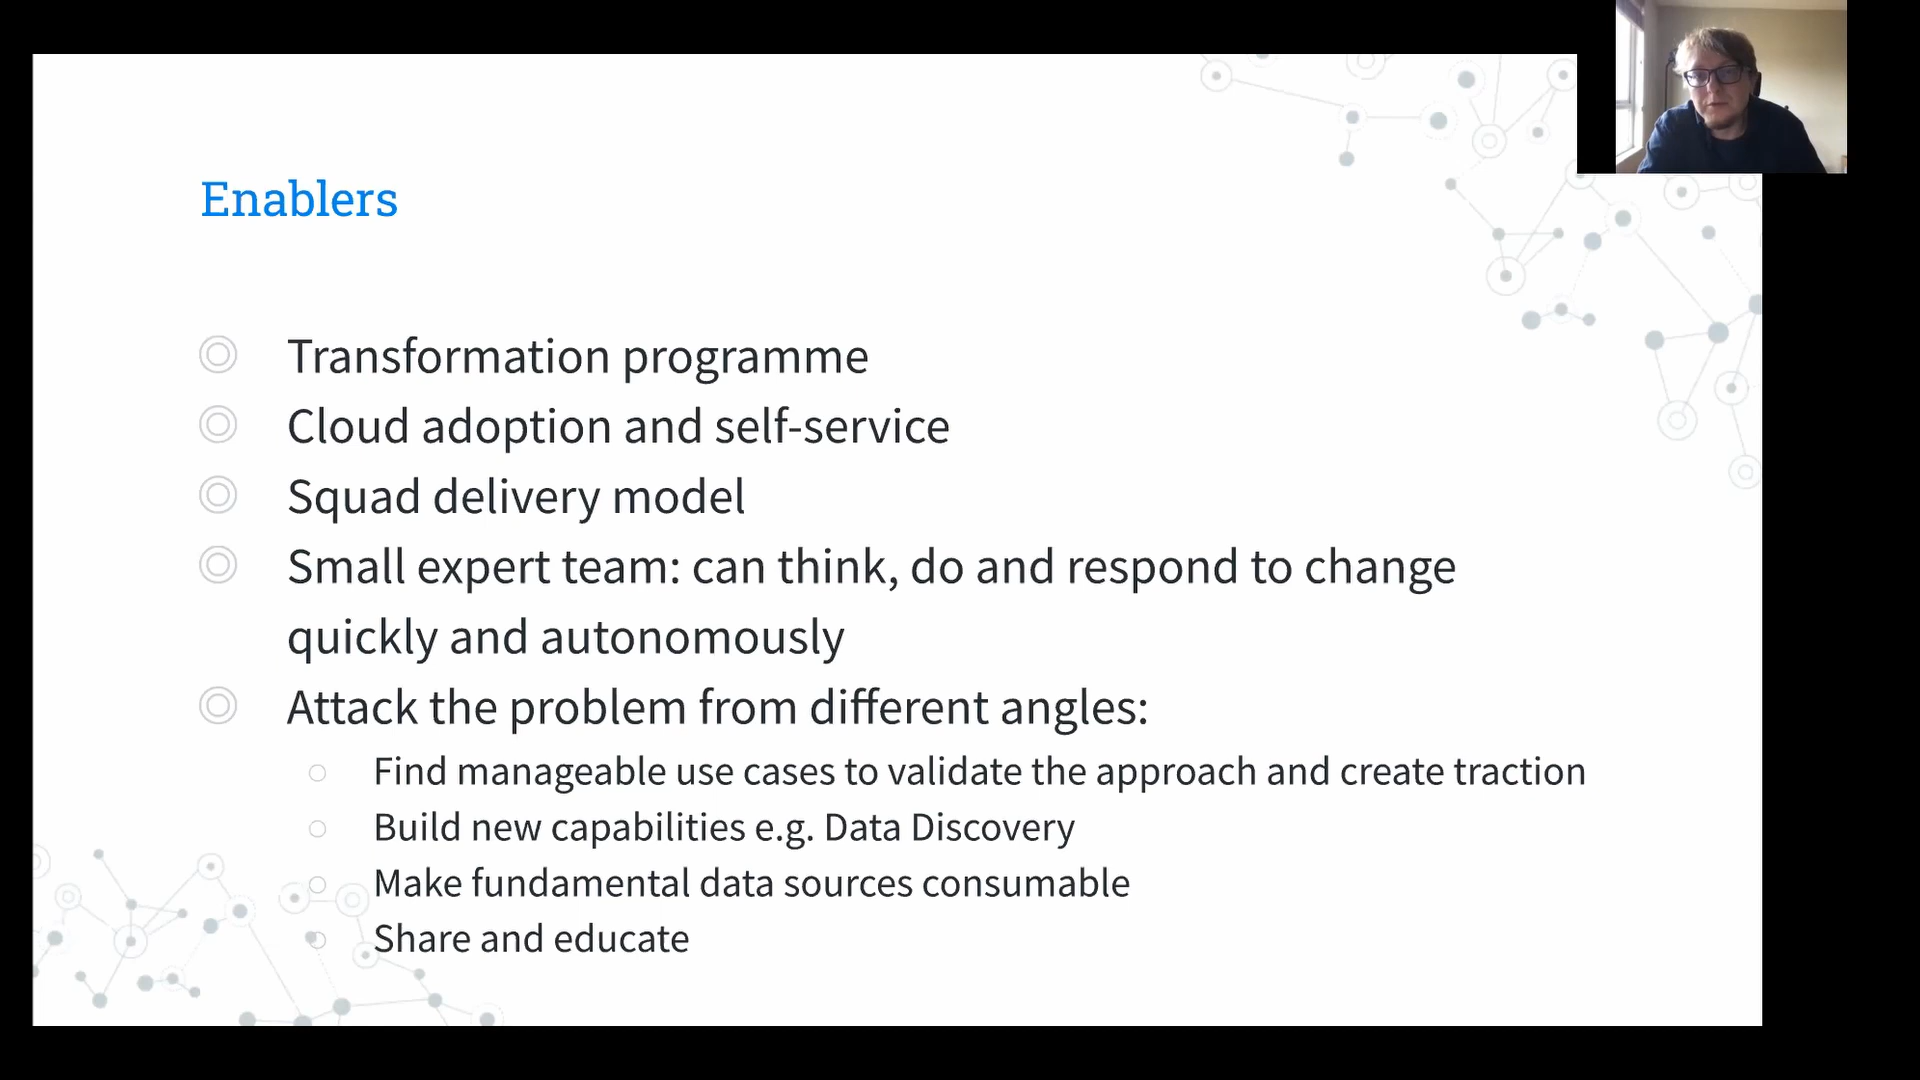 Enablers
Transformation programme
Cloud adoption and self-service
Squad delivery model
Small expert team: can think, do and respond to change
quickly and autonomously
Attack the problem from different angles:
Find manageable use cases to validate the approach and create traction
Build new capabilities e.g. Data Discovery
Make fundamental data sources consumable
Share and educate